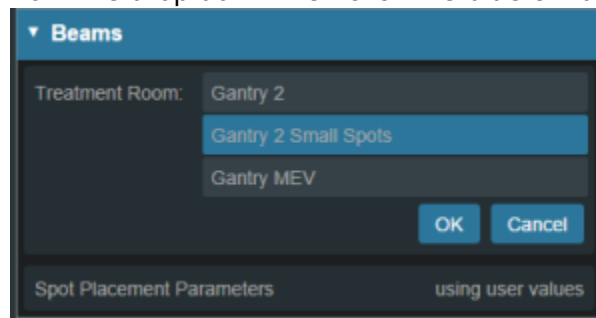 Beams
Treatment Room: Gantry 2
Gantry 2 Small Spots
Gantry MEV
OK Cancel
Spot Placement Parameters using user values